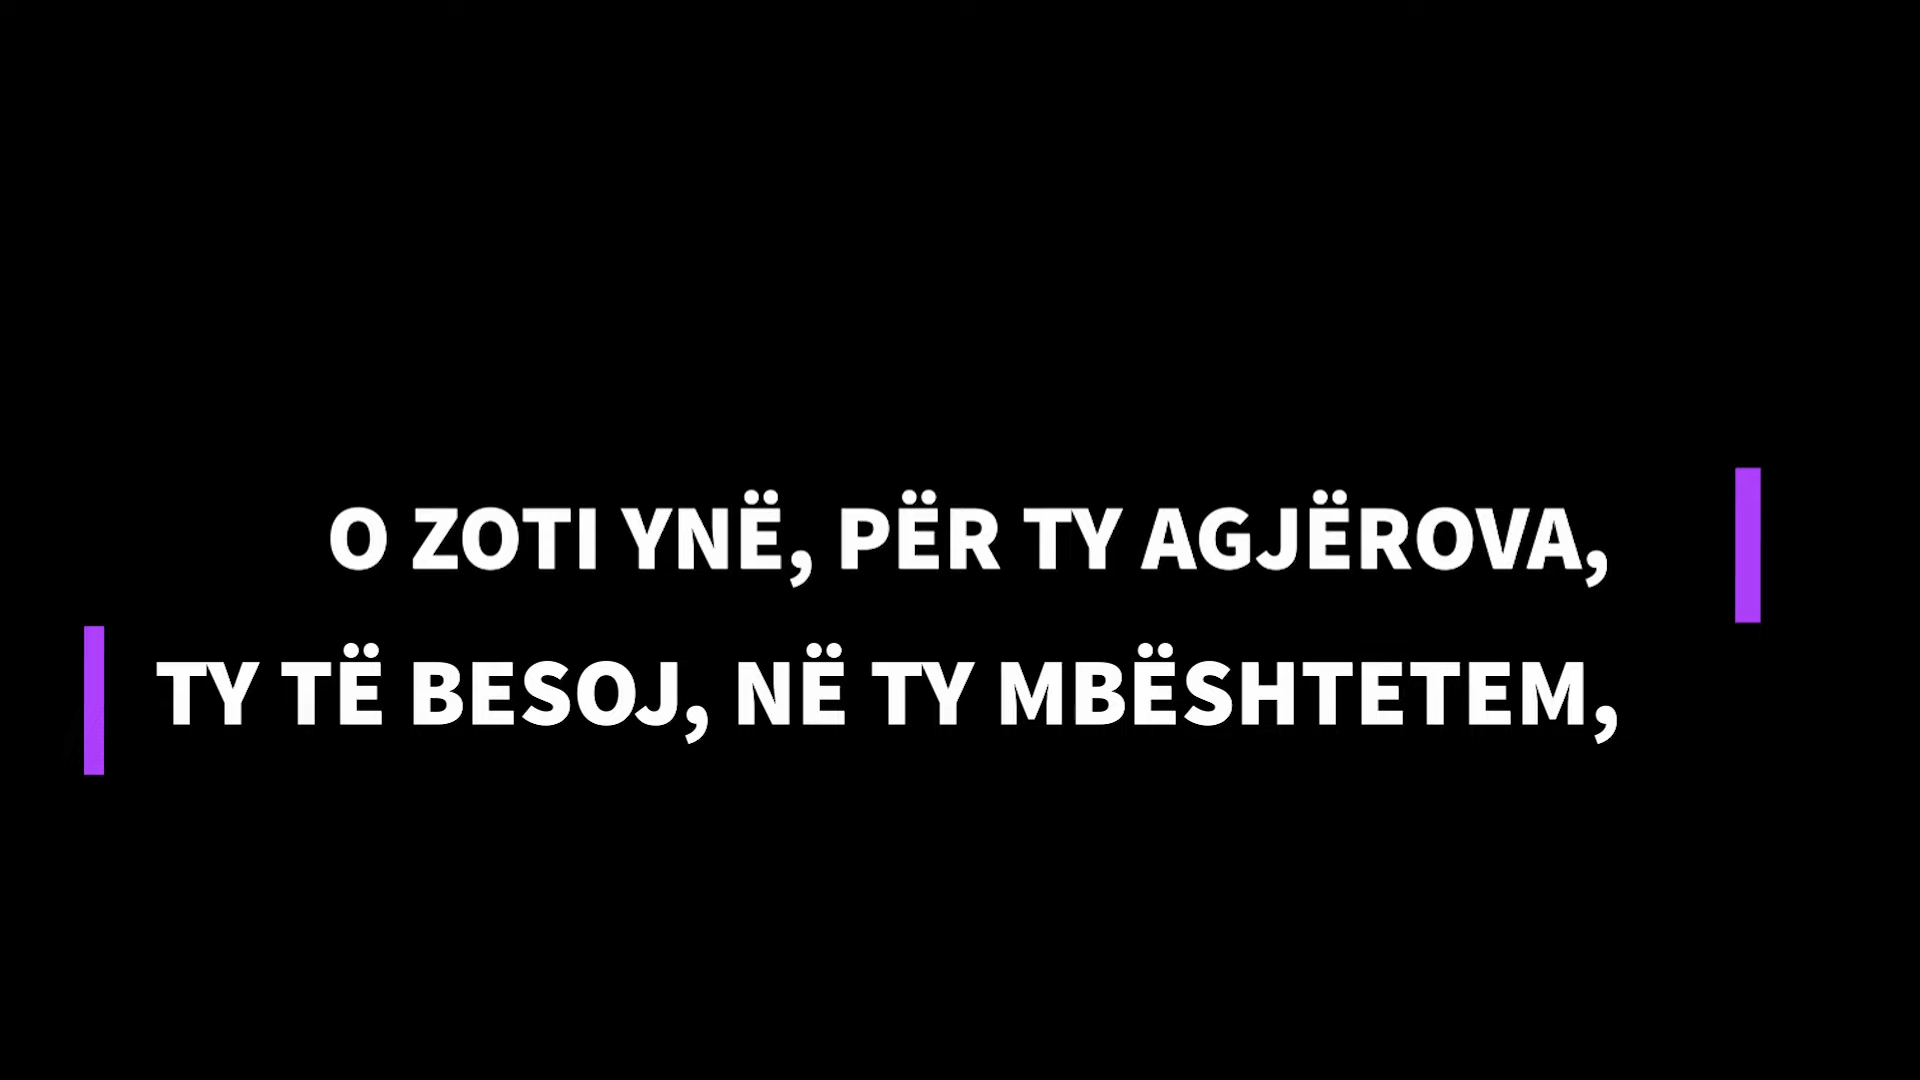 O ZOTI YNË, PËR TY AGJËROVA,
TY TË BESOJ, NË TY MBËSHTETEM,